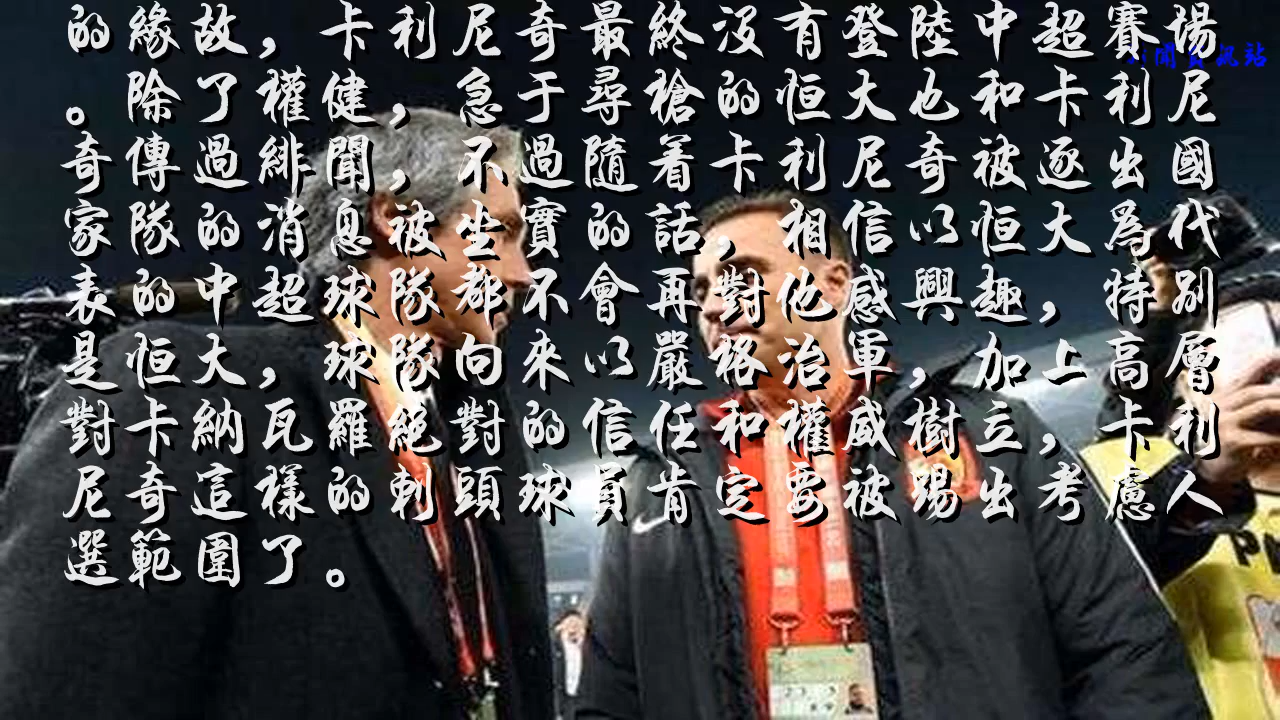 的緣故，卡利尼奇最終沒有登陸中超賽場
。除了權健，急于尋槍的恒大也和卡利尼
奇傳過緋聞，不過隨着卡利尼奇被逐出國
家隊的消息被坐實的話，相信以恒大爲代
表的中超球隊都不會再對他感興趣，特別
是恒大，球隊向來以嚴格治軍，加上高層
對卡納瓦羅絕對的信任和權威樹立，卡利
尼奇這樣的刺頭球員肯定要被踢出考慮人
選範圍了。